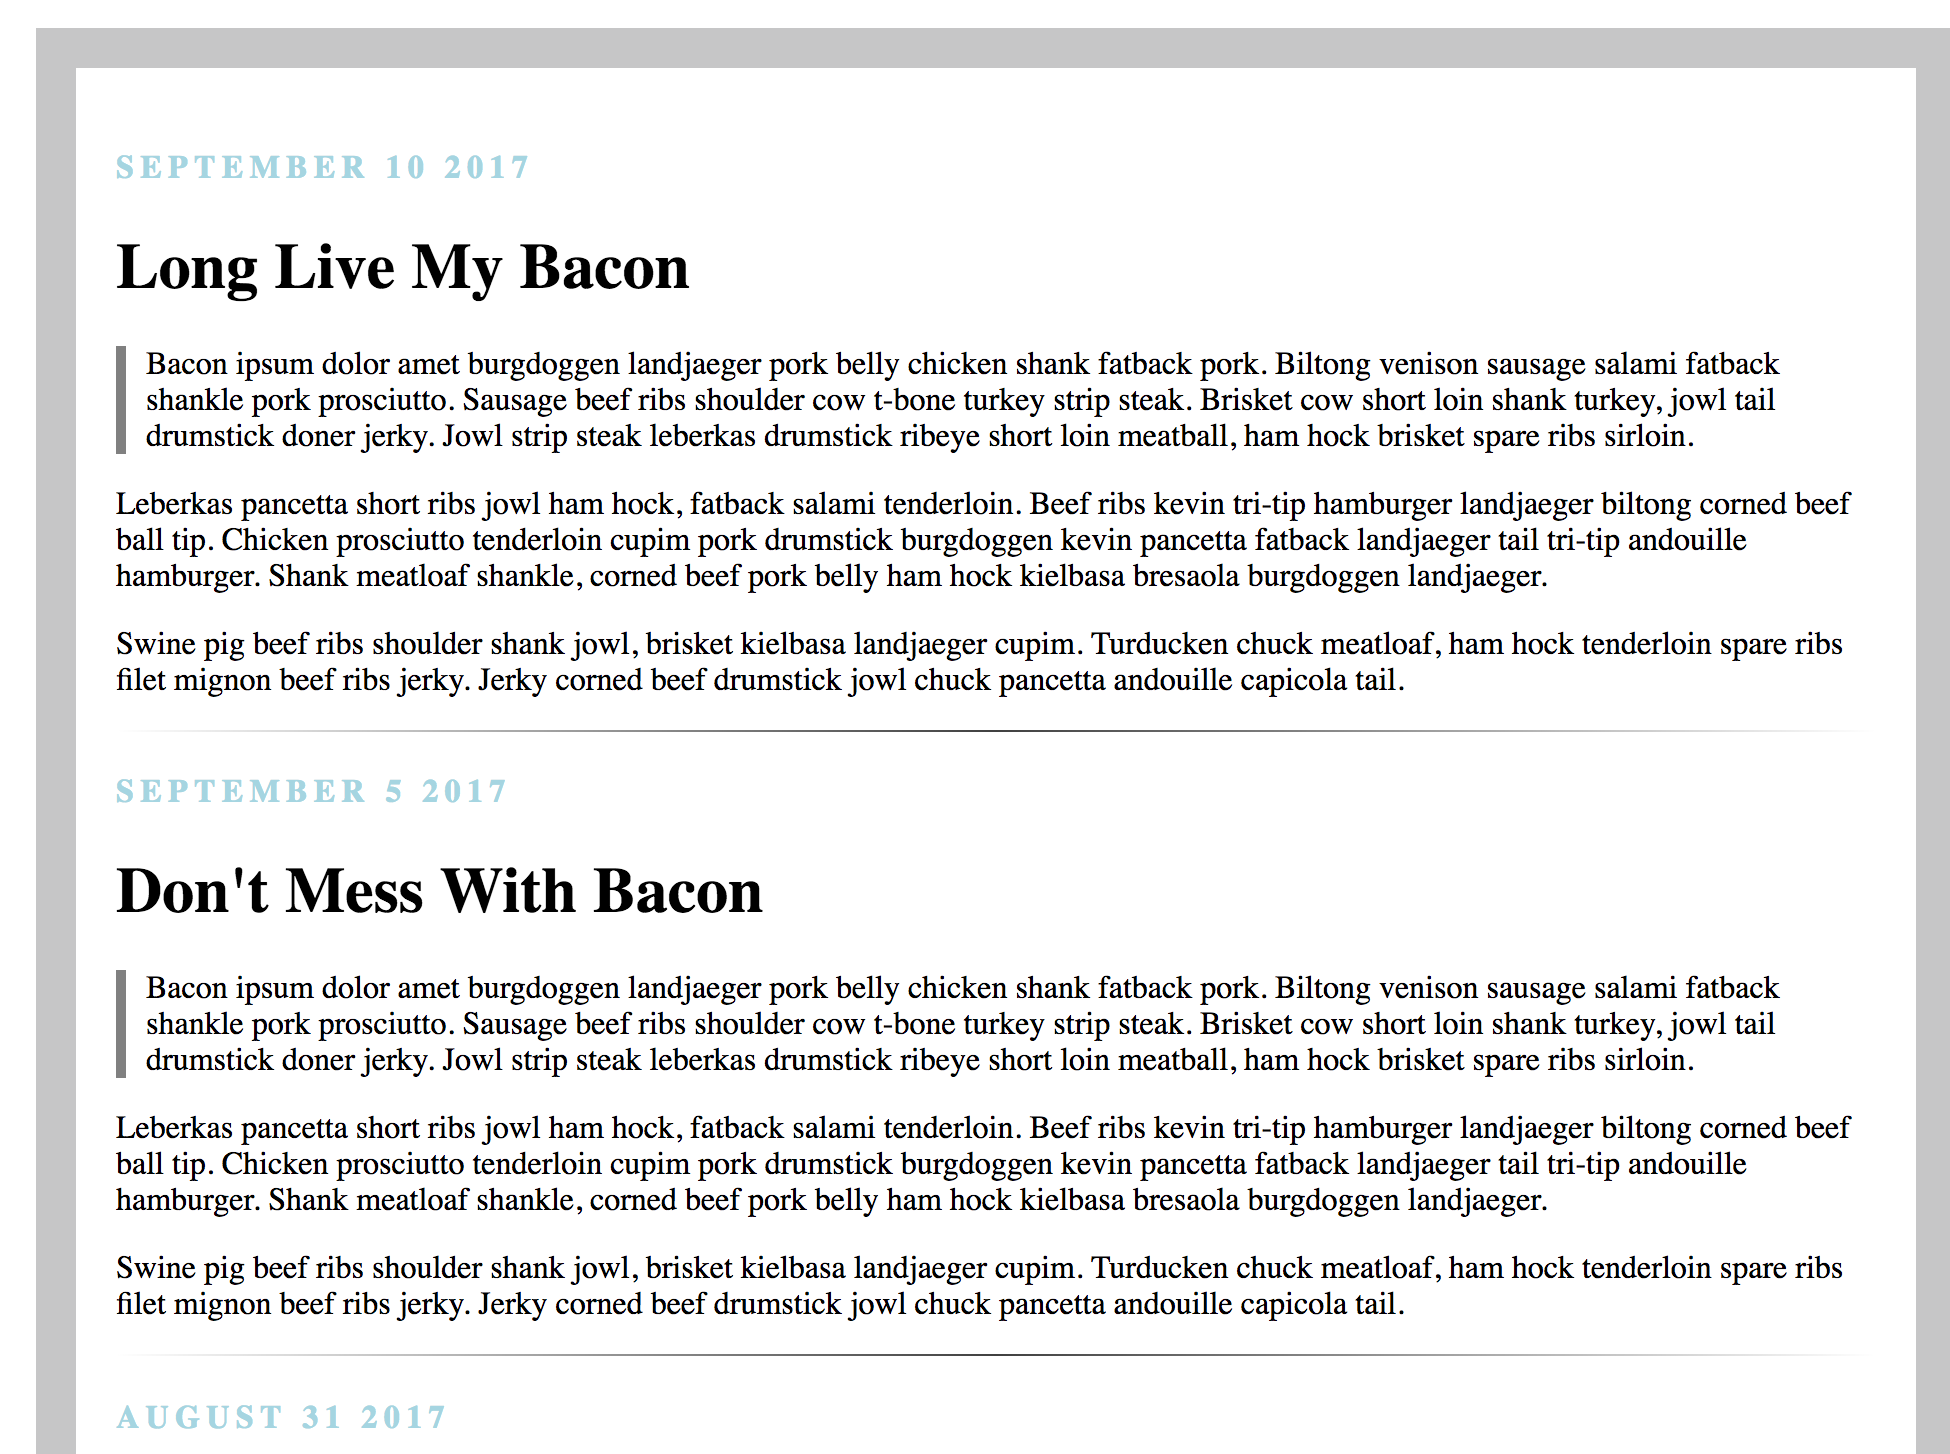 SEPTEMBER 10 2017
Long Live My Bacon
Bacon ipsum dolor amet burgdoggen landjaeger pork belly chicken shank fatback pork. Biltong venison sausage salami fatback
shankle pork prosciutto. Sausage beef ribs shoulder cow t-bone turkey strip steak. Brisket cow short loin shank turkey, jowl tail
drumstick doner jerky. Jowl strip steak leberkas drumstick ribeye short loin meatball, ham hock brisket spare ribs sirloin.
Leberkas pancetta short ribs jowl ham hock, fatback salami tenderloin. Beef ribs kevin tri-tip hamburger landjaeger biltong corned beef
ball tip. Chicken prosciutto tenderloin cupim pork drumstick burgdoggen kevin pancetta fatback landjaeger tail tri-tip andouille
hamburger. Shank meatloaf shankle, corned beef pork belly ham hock kielbasa bresaola burgdoggen landjaeger.
Swine pig beef ribs shoulder shank jowl, brisket kielbasa landjaeger cupim. Turducken chuck meatloaf, ham hock tenderloin spare ribs
filet mignon beef ribs jerky. Jerky corned beef drumstick jowl chuck pancetta andouille capicola tail.
SEPTEMBER 5 2017
Don't Mess With Bacon
Bacon ipsum dolor amet burgdoggen landjaeger pork belly chicken shank fatback pork. Biltong venison sausage salami fatback
shankle pork prosciutto. Sausage beef ribs shoulder cow t-bone turkey strip steak. Brisket cow short loin shank turkey, jowl tail
drumstick doner jerky. Jowl strip steak leberkas drumstick ribeye short loin meatball, ham hock brisket spare ribs sirloin.
Leberkas pancetta short ribs jowl ham hock, fatback salami tenderloin. Beef ribs kevin tri-tip hamburger landjaeger biltong corned beef
ball tip. Chicken prosciutto tenderloin cupim pork drumstick burgdoggen kevin pancetta fatback landjaeger tail tri-tip andouille
hamburger. Shank meatloaf shankle, corned beef pork belly ham hock kielbasa bresaola burgdoggen landjaeger.
Swine pig beef ribs shoulder shank jowl, brisket kielbasa landjaeger cupim. Turducken chuck meatloaf, ham hock tenderloin spare ribs
filet mignon beef ribs jerky. Jerky corned beef drumstick jowl chuck pancetta andouille capicola tail.
AUGUST 31 2017